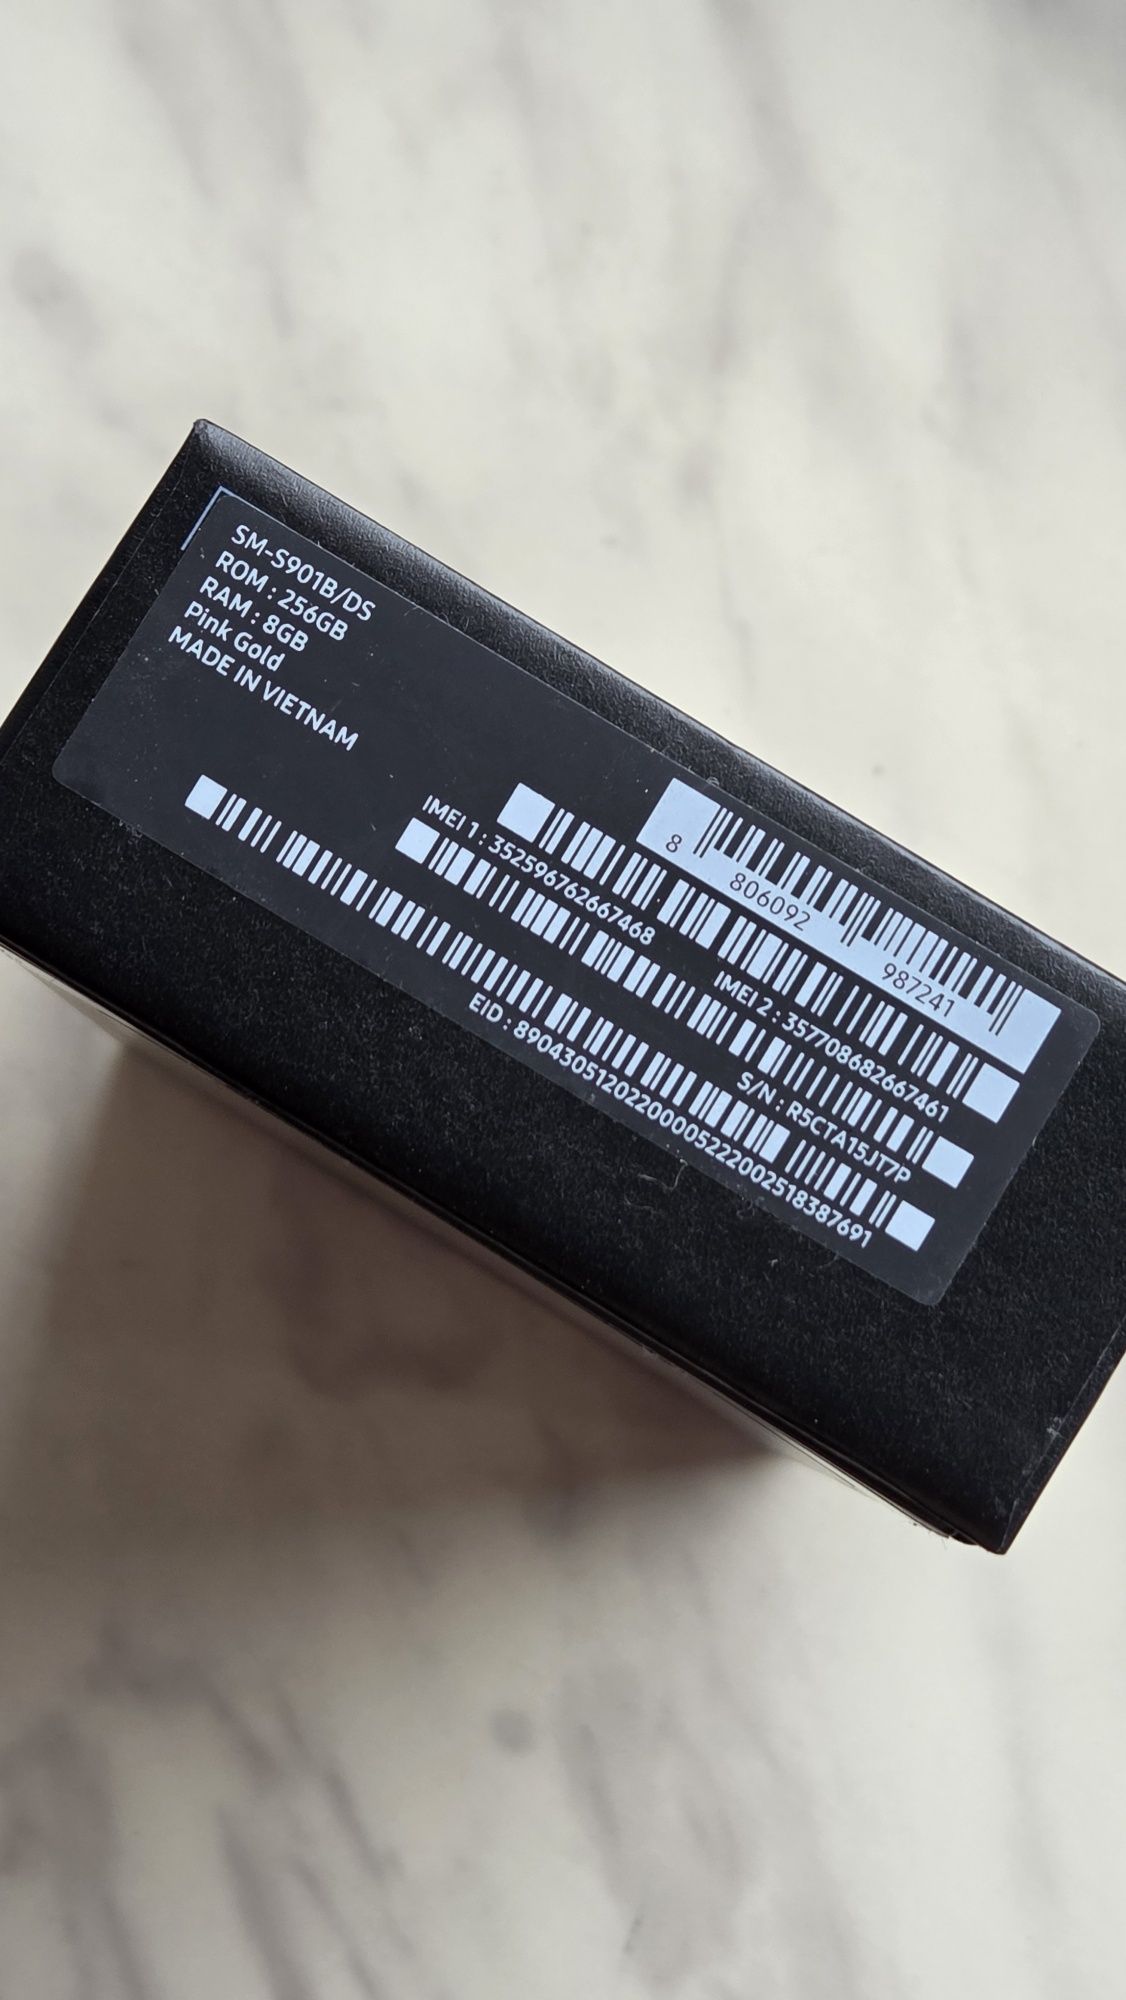 SM-S901B/DS
ROM : 256GB
RAM : 8GB
Pink Gold
MADE IN VIETNAM
8 806092 987241
IMEI 1 : 352596762667468
IMEI 2 : 357708682667461
S/N : R5CTA15JT7P
EID : 89043051202200005222002518387691